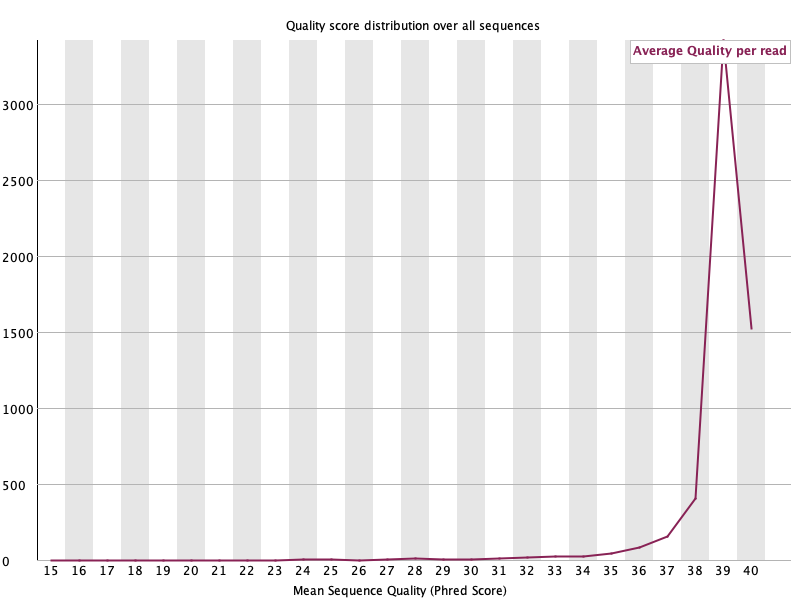 Quality score distribution over all sequences
Average Quality per read
3000
2500
2000
1500
1000
500
0
15 16 17 18 19 20 21 22 23 24 25 26 27 28 29 30 31 32 33 34 35 36 37 38 39 40
Mean Sequence Quality (Phred Score)